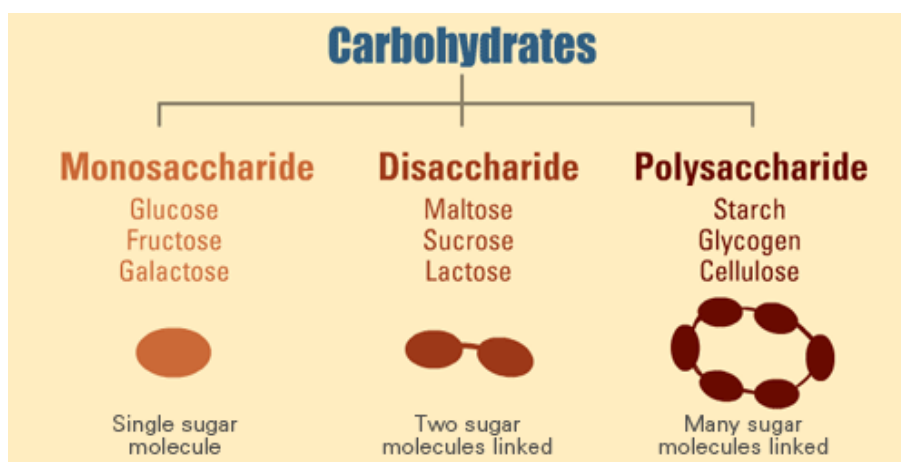 Carbohydrates
Monosaccharide
Glucose
Fructose
Galactose
Single sugar
molecule
Disaccharide
Maltose
Sucrose
Lactose
Two sugar
molecules linked
Polysaccharide
Starch
Glycogen
Cellulose
Many sugar
molecules linked